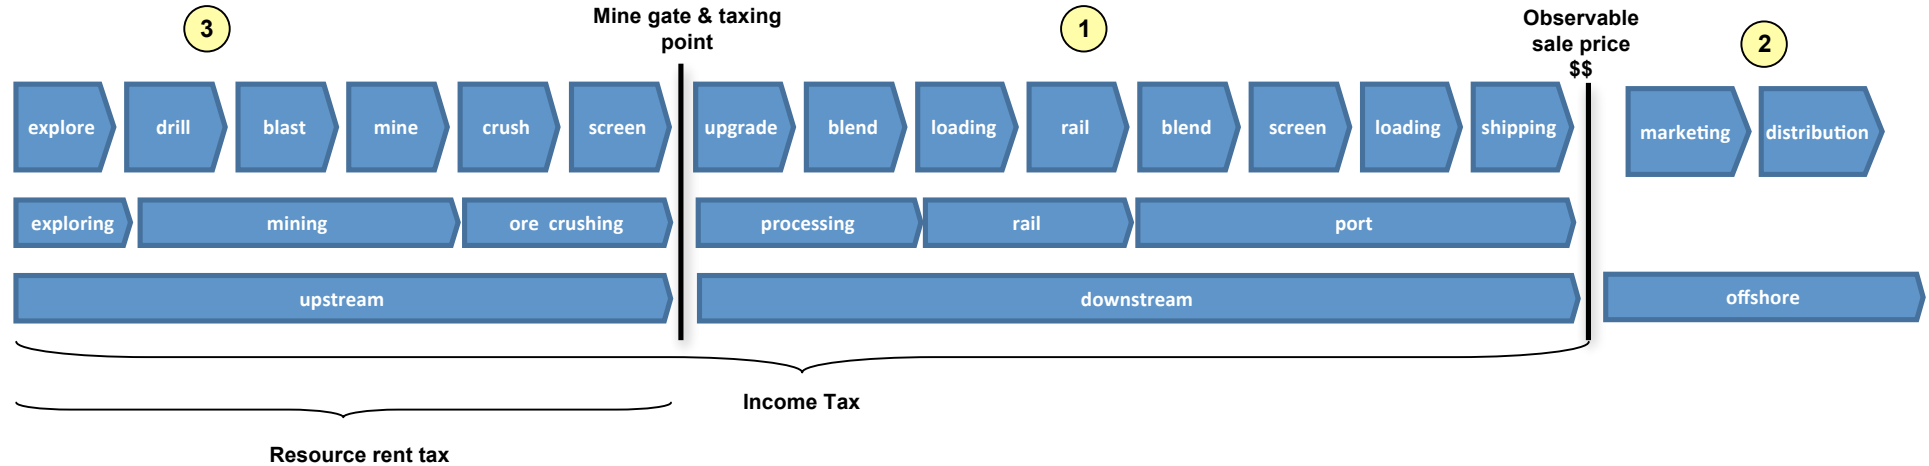 3
Mine gate & taxing
point
1
Observable
sale price
$$
2
explore drill blast mine crush screen upgrade blend loading rail blend screen loading shipping marketing distribution
exploring mining ore crushing processing rail port
upstream downstream offshore
Income Tax
Resource rent tax